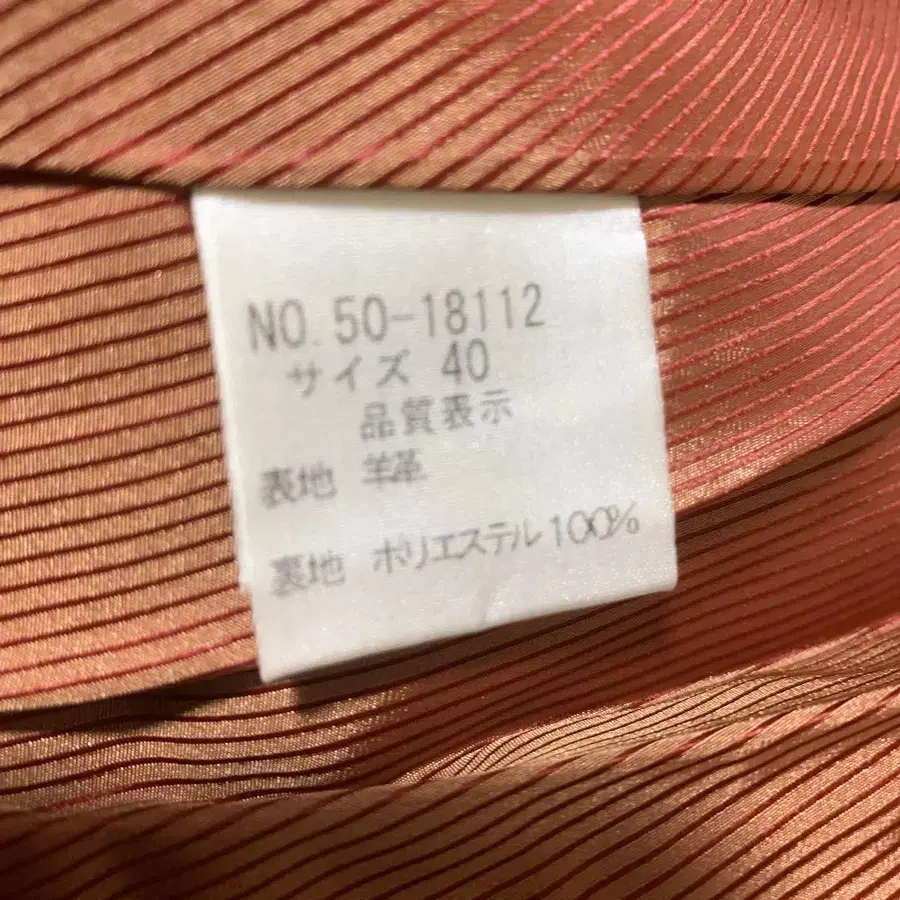 NO. 50-18112
サイズ 40
品質表示
表地 羊革
裏地 ポリエステル100%